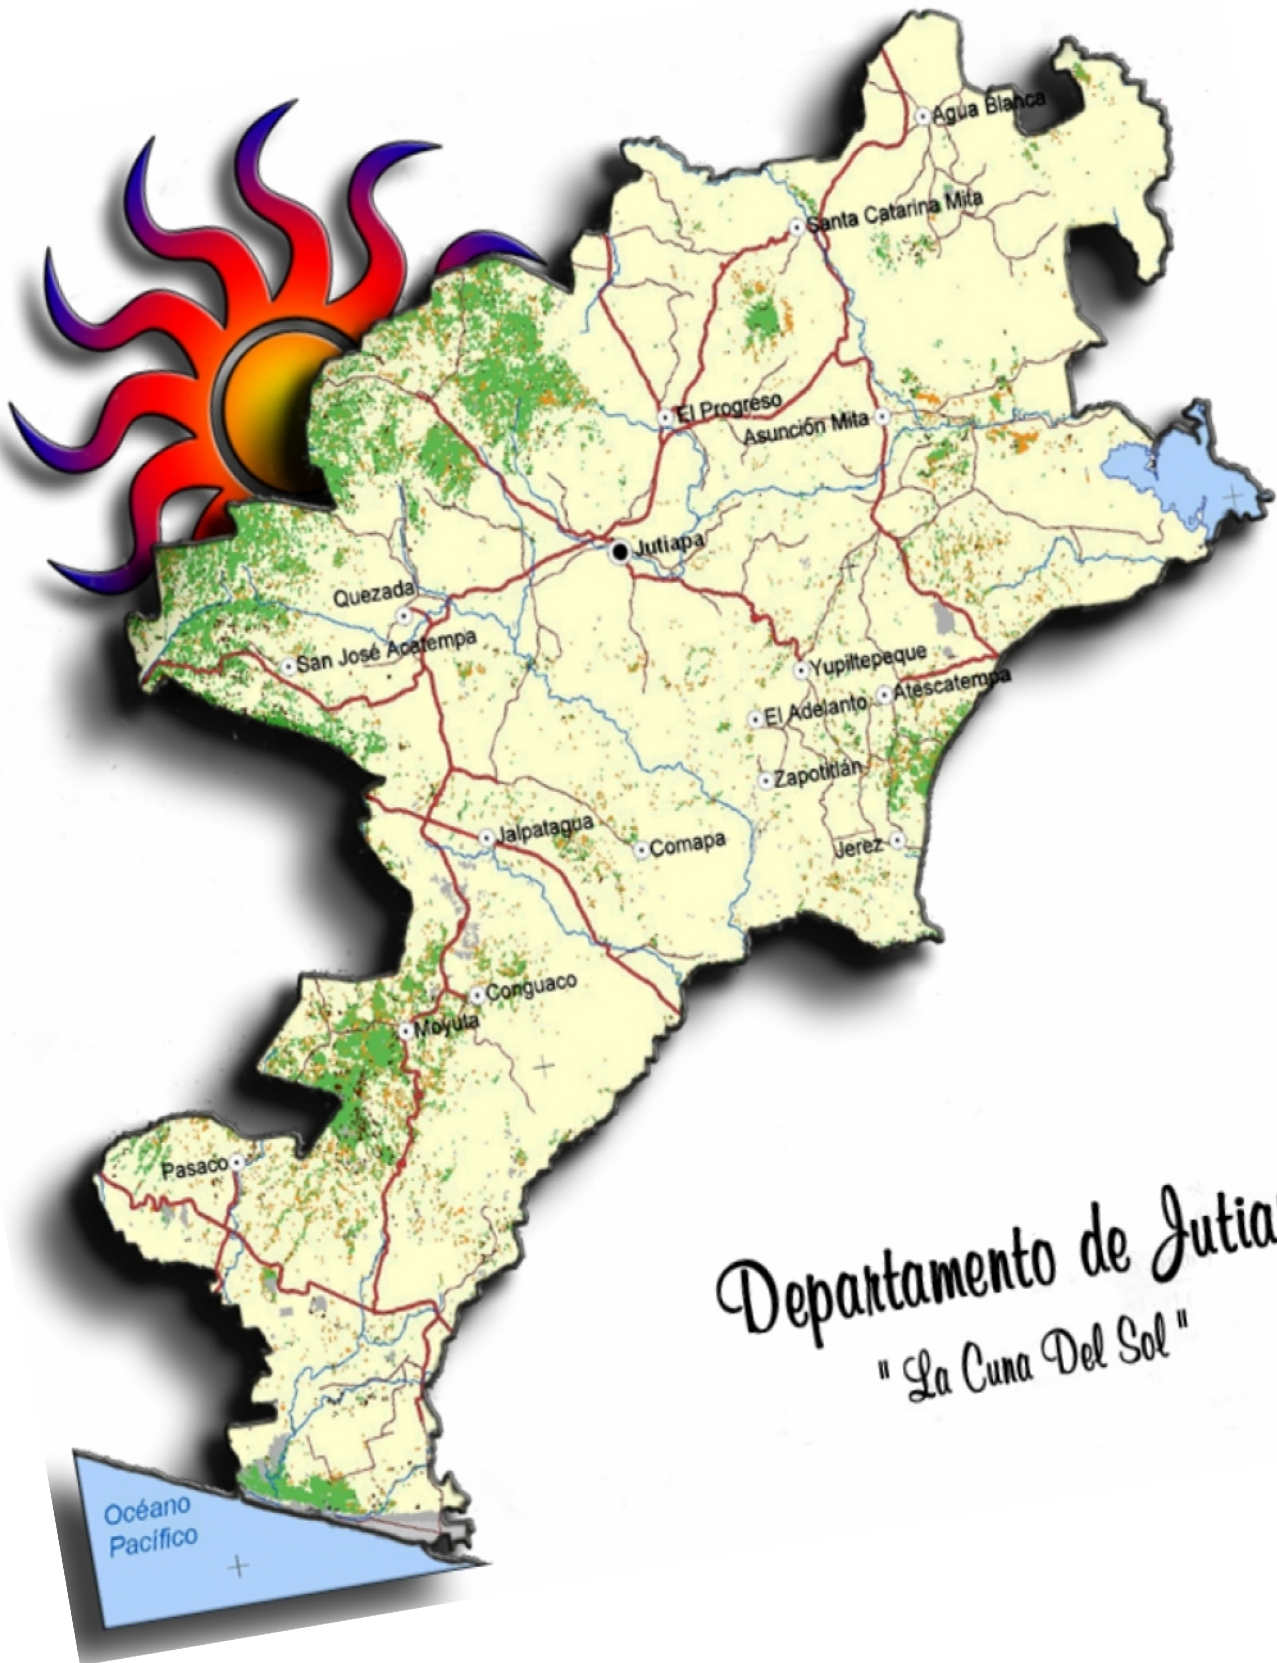 Agua Blanca
Santa Catarina Mita
El Progreso
Asunción Mita
Jutiapa
Quezada
San José Acatempa
Yupiltepeque
Atescatempa
El Adelanto
Zapotitlán
Jalpatagua
Comapa
Jerez
Conguaco
Moyuta
Pasaco
Departamento de Jutia
" La Cuna Del Sol "
Océano
Pacífico